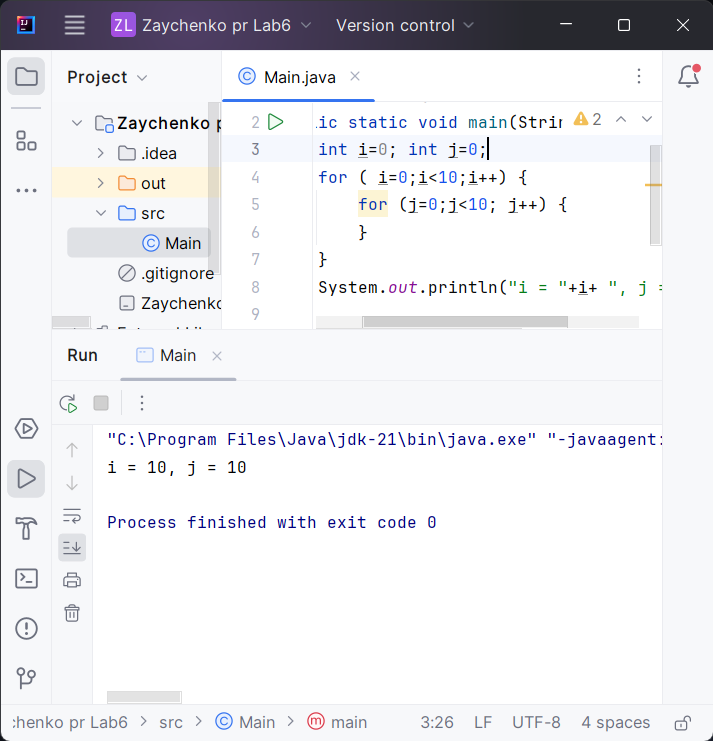 ZL Zaychenko pr Lab6 Version control
Project
Main.java
Zaychenko p
.idea
out
src
Main
.gitignore
Zaychenko
2 lic static void main(Strin
2
3 int i=0; int j=0;
4 for ( i=0;i<10;i++) {
5 for (j=0;j<10; j++) {
6 }
7 }
8 System.out.println("i = "+i+ ", j =
9
Run Main
"C:\Program Files\Java\jdk-21\bin\java.exe" "-javaagent:
i = 10, j = 10
Process finished with exit code 0
chenko pr Lab6 > src > Main > main 3:26 LF UTF-8 4 spaces